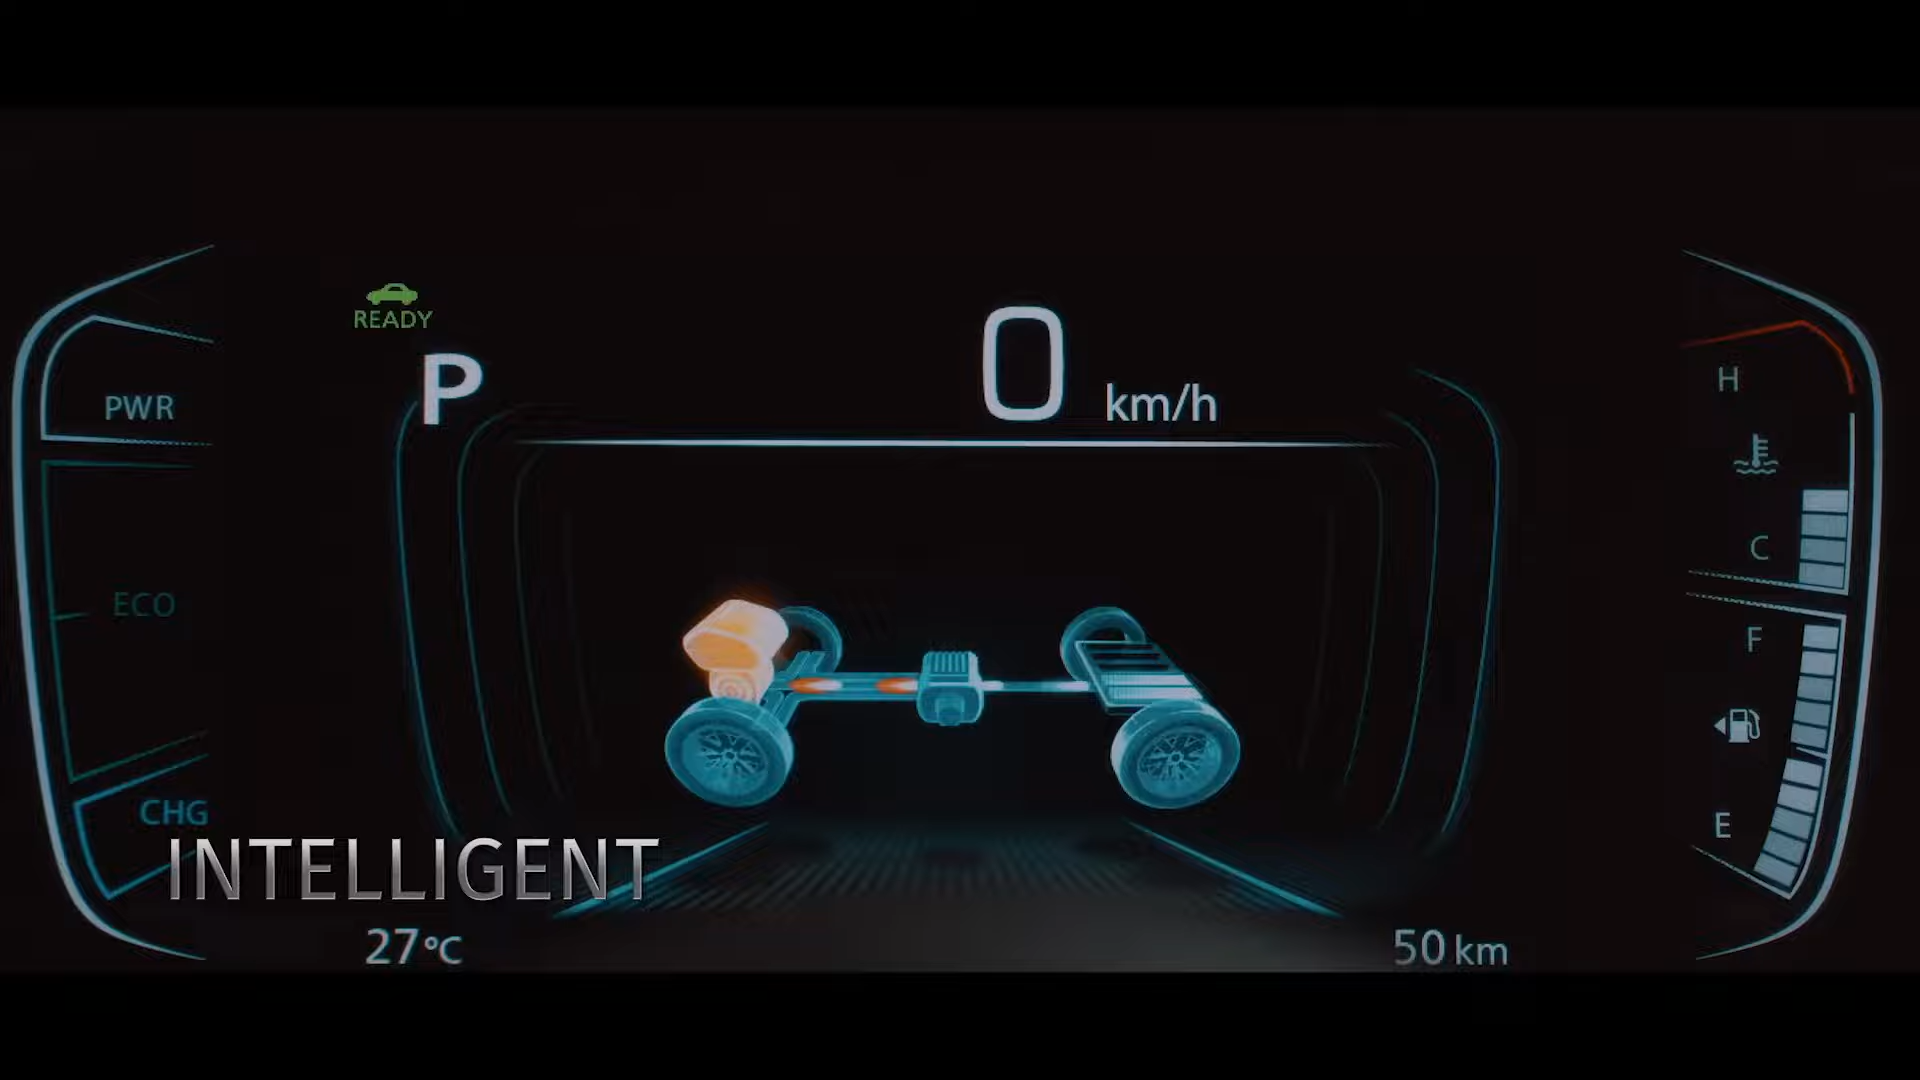 READY
P
0 km/h
PWR
ECO
CHG
H
C
F
E
INTELLIGENT
27°C
50 km